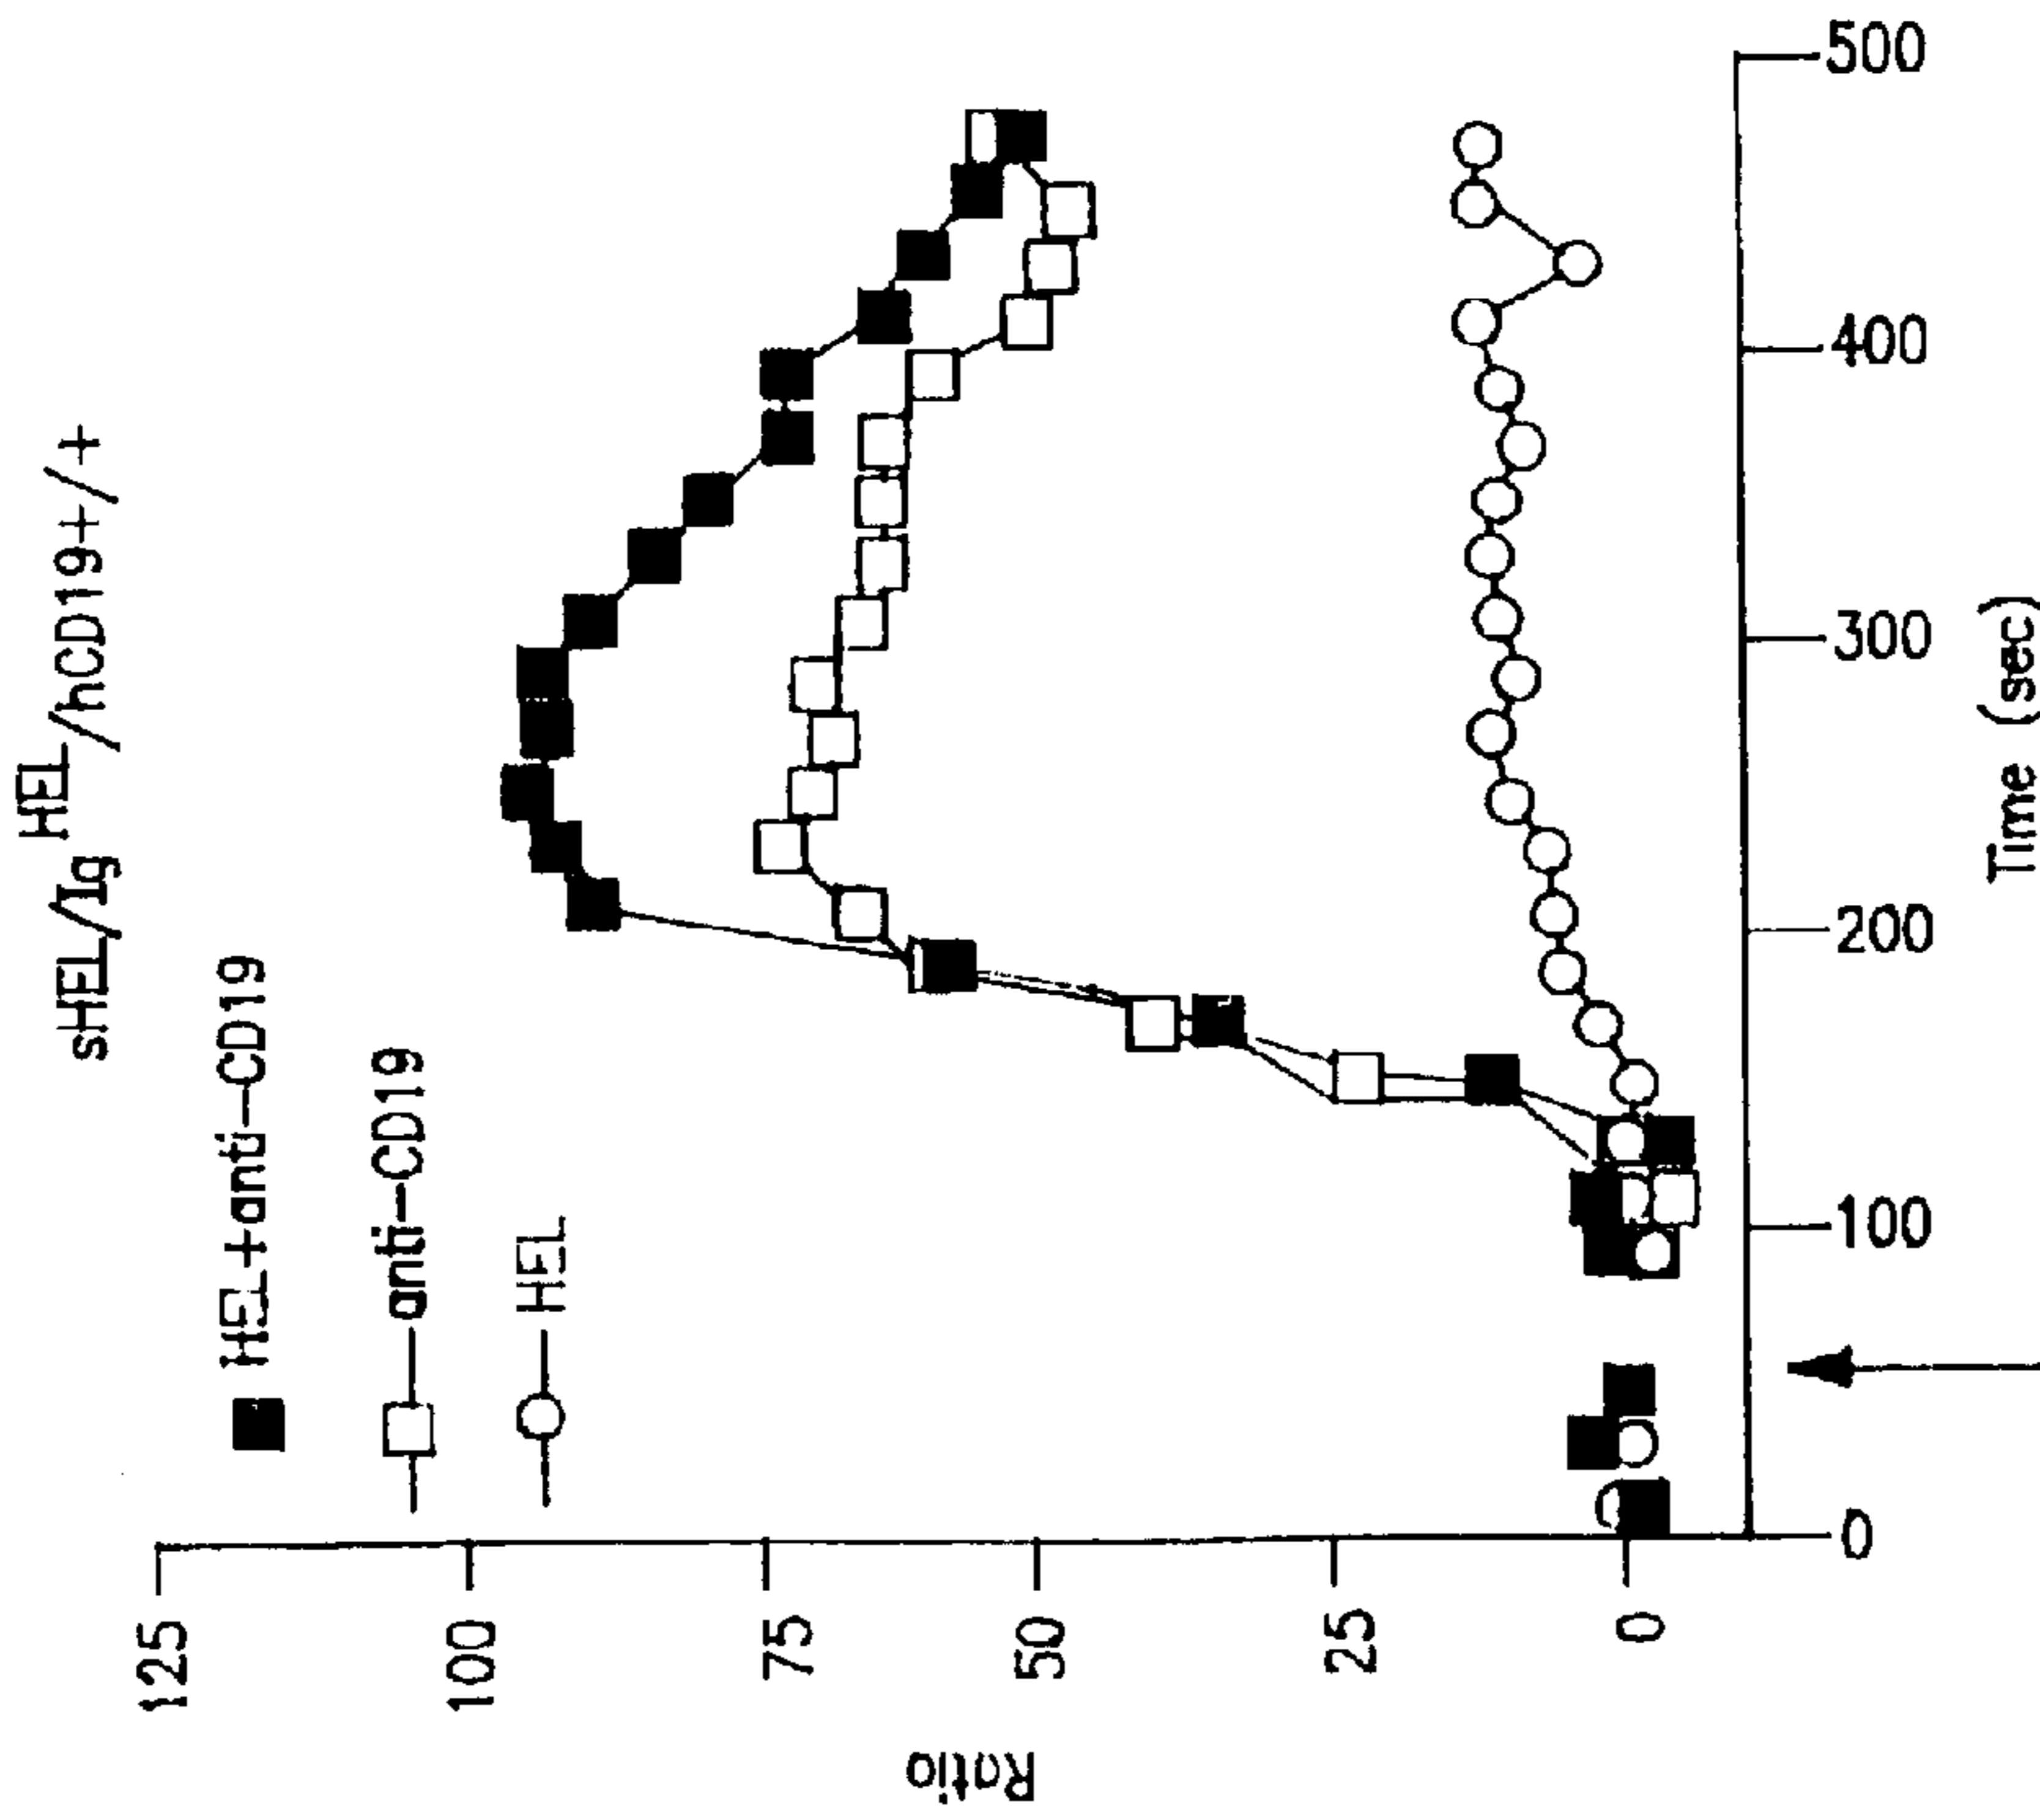 sHEL/Ig HEL//hCD19+/+
HEL+anti-CD19
anti-CD19
HEL
Ratio
125
100
75
50
25
0
0
100
200
300
400
500
Time (sec)